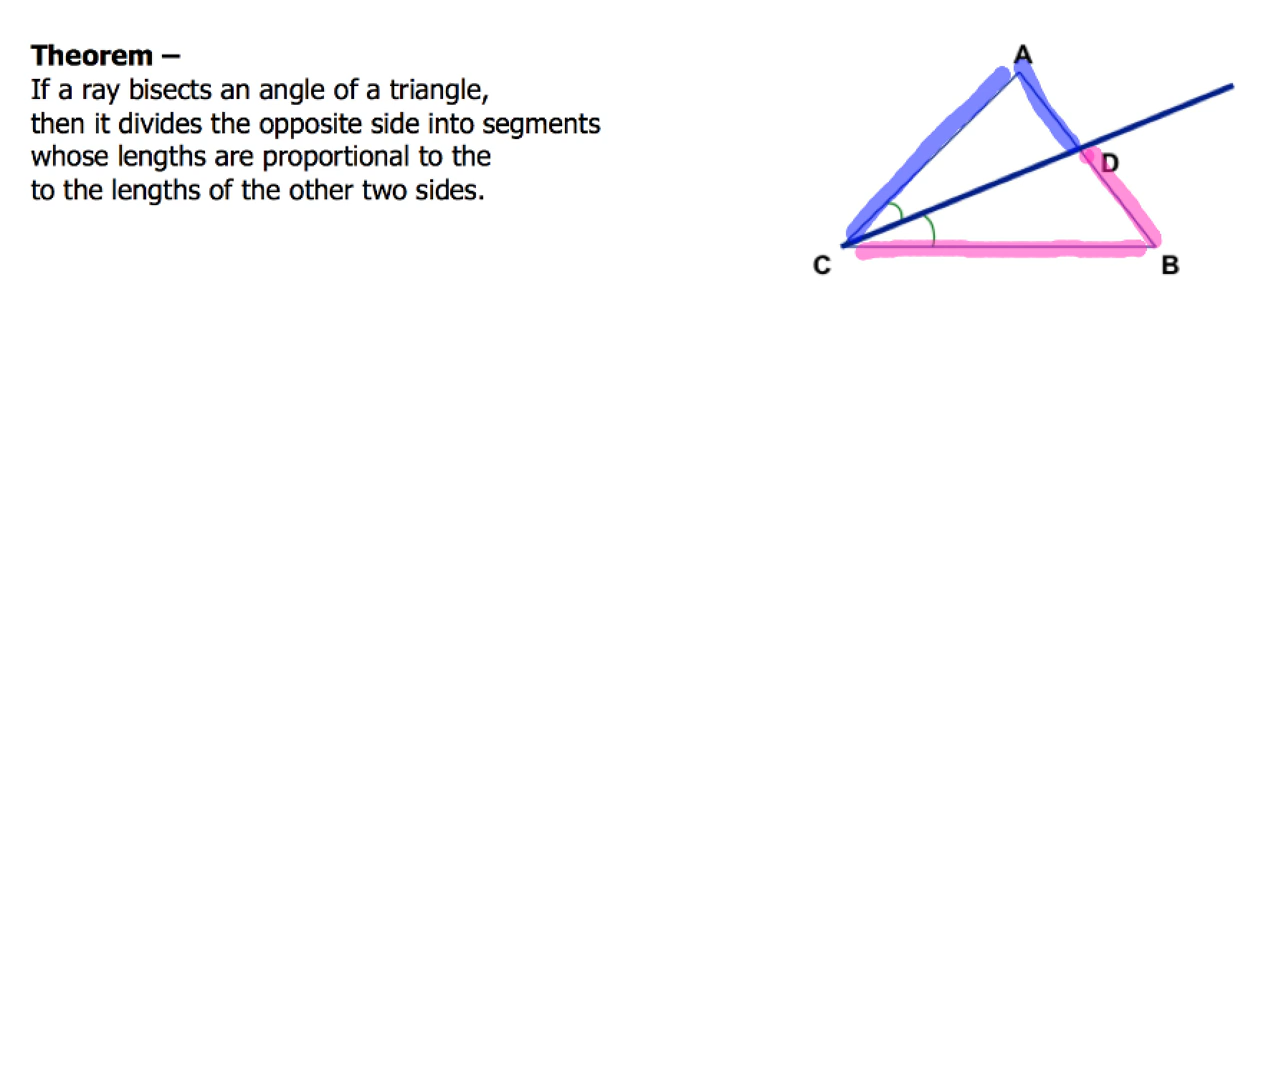 Theorem –
If a ray bisects an angle of a triangle,
then it divides the opposite side into segments
whose lengths are proportional to the
to the lengths of the other two sides.
A
D
C
B